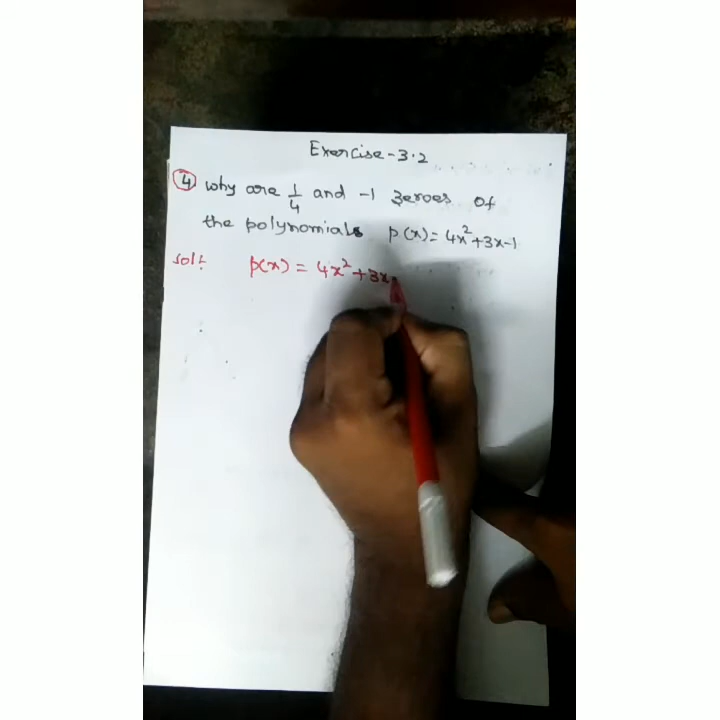 Exercise-3.2
4. Why are 1/4 and -1 zeroes of
the polynomials p(x) = 4x²+3x-1
Sol:
p(x) = 4x²+3x